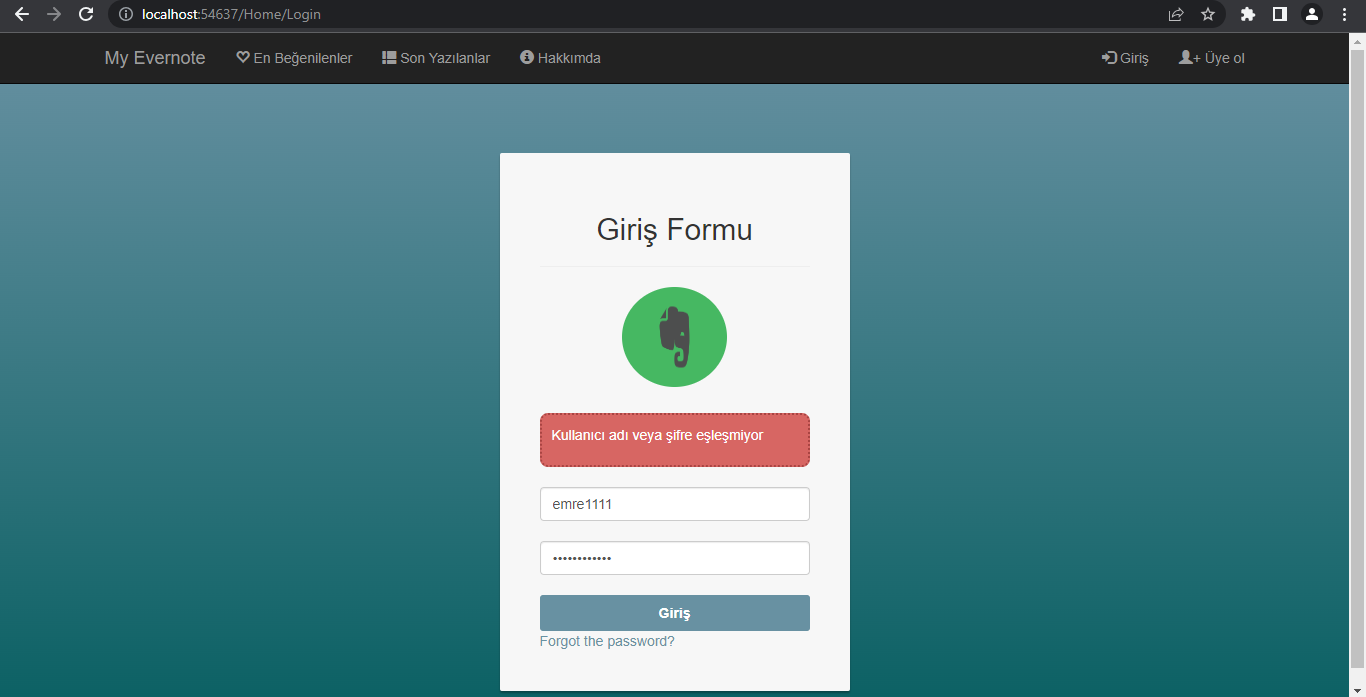 localhost:54637/Home/Login
My Evernote En Beğenilenler Son Yazılanlar Hakkımda Giriş + Üye ol
Giriş Formu
Kullanıcı adı veya şifre eşleşmiyor
emre1111
••••••••••••
Giriş
Forgot the password?